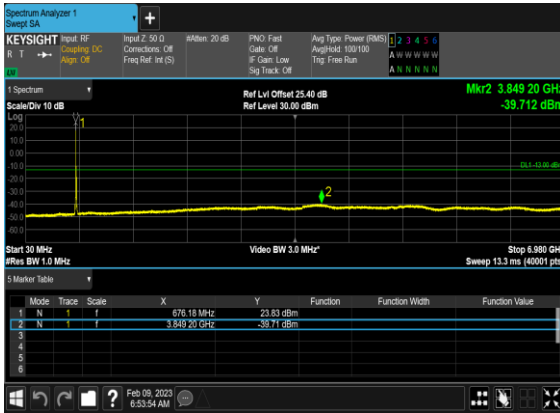 Spectrum Analyzer 1
Swept SA
+
KEYSIGHT
R T
Input: RF
Coupling: DC
Align: Off
Input Z: 50 Ω
Corrections: Off
Freq Ref: Int (S)
#Atten: 20 dB
PNO: Fast
Gate: Off
IF Gain: Low
Sig Track: Off
Avg Type: Power (RMS)
Avg|Hold: 100/100
Trig: Free Run
1 2 3 4 5 6
A W W W W W
A N N N N N
1 Spectrum
Scale/Div 10 dB
Ref Lvl Offset 25.40 dB
Ref Level 30.00 dBm
Mkr2 3.849 20 GHz
-39.712 dBm
Log
20.0
10.0
0.00
-10.0
-20.0
-30.0
-40.0
-50.0
-60.0
1
2
DL1 -13.00 dBm
Start 30 MHz
#Res BW 1.0 MHz
Video BW 3.0 MHz*
Stop 6.980 GH
Sweep 13.3 ms (40001 pts
5 Marker Table
Mode Trace Scale X Y Function Function Width Function Value
1 N 1 f 676.18 MHz 23.83 dBm
2 N 1 f 3.849 20 GHz -39.71 dBm
3
4
5
6
?
Feb 09, 2023
6:53:54 AM